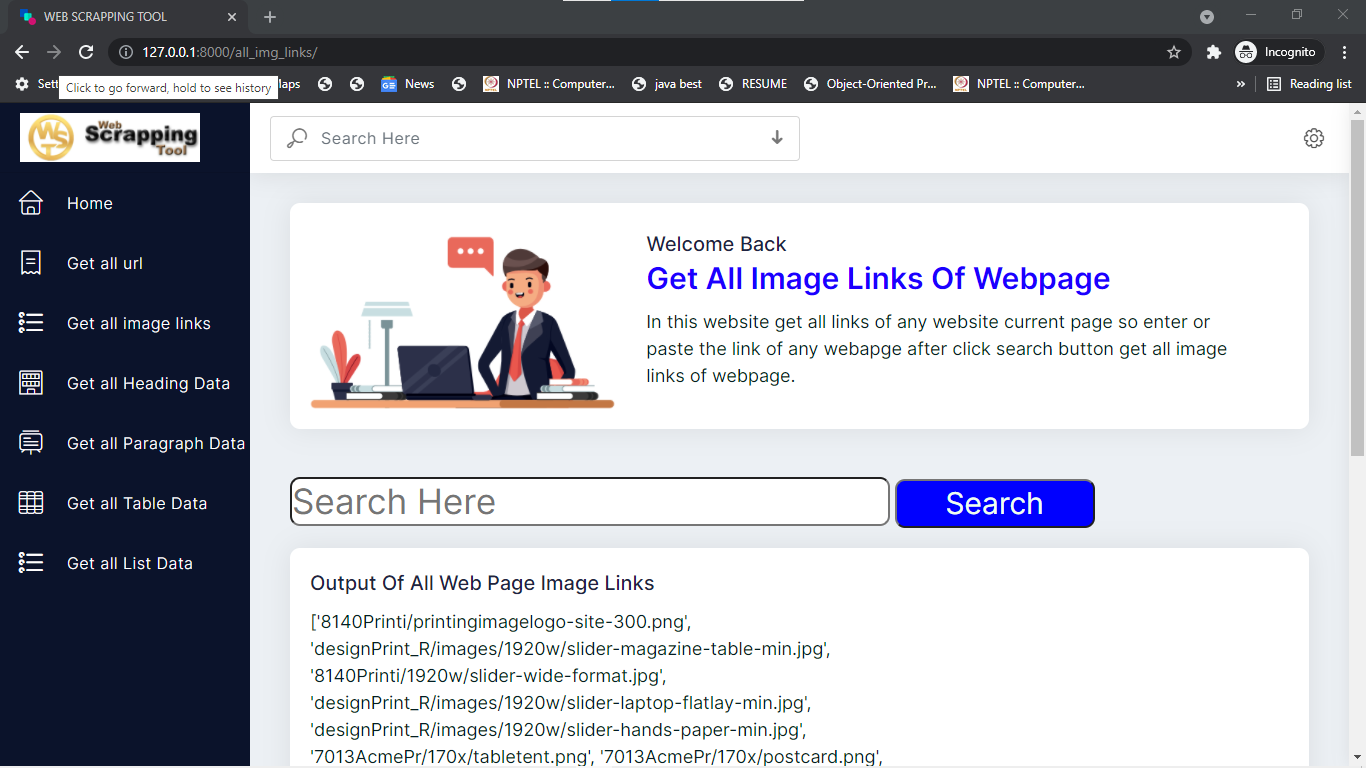 WEB SCRAPPING TOOL
127.0.0.1:8000/all_img_links/
Incognito
Sett
Click to go forward, hold to see history
laps
News
NPTEL :: Computer...
java best
RESUME
Object-Oriented Pr...
NPTEL :: Computer...
»
Reading list
WST
Web
Scrapping
Tool
Search Here
Home
Get all url
Get all image links
Get all Heading Data
Get all Paragraph Data
Get all Table Data
Get all List Data
Welcome Back
Get All Image Links Of Webpage
In this website get all links of any website current page so enter or
paste the link of any webapge after click search button get all image
links of webpage.
Search Here
Search
Output Of All Web Page Image Links
['8140Printi/printingimagelogo-site-300.png',
'designPrint_R/images/1920w/slider-magazine-table-min.jpg',
'8140Printi/1920w/slider-wide-format.jpg',
'designPrint_R/images/1920w/slider-laptop-flatlay-min.jpg',
'designPrint_R/images/1920w/slider-hands-paper-min.jpg',
'7013AcmePr/170x/tabletent.png', '7013AcmePr/170x/postcard.png',